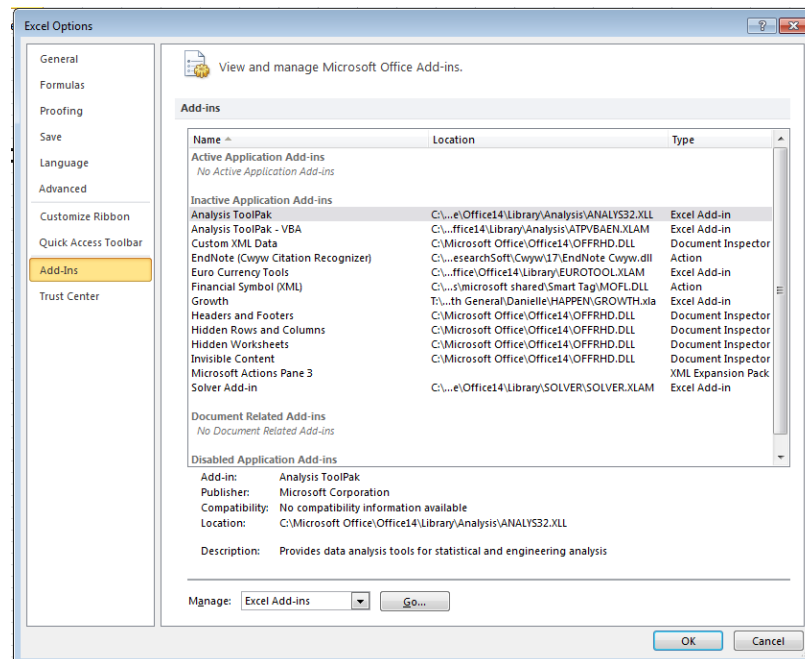 Excel Options
General
Formulas
Proofing
Save
Language
Advanced
Customize Ribbon
Quick Access Toolbar
Add-Ins
Trust Center
View and manage Microsoft Office Add-ins.
Add-ins
Name Location Type
Active Application Add-ins
No Active Application Add-ins
Inactive Application Add-ins
Analysis ToolPak C:\...e\Office14\Library\Analysis\ANALYS32.XLL Excel Add-in
Analysis ToolPak - VBA C:\...ffice14\Library\Analysis\ATPVBAEN.XLAM Excel Add-in
Custom XML Data C:\Microsoft Office\Office14\OFFRHD.DLL Document Inspector
EndNote (Cwyw Citation Recognizer) C:\...esearchSoft\Cwyw\17\EndNote Cwyw.dll Action
Euro Currency Tools C:\...ffice\Office14\Library\EUROTOOL.XLAM Excel Add-in
Financial Symbol (XML) C:\...s\microsoft shared\Smart Tag\MOFL.DLL Action
Growth T:\...th General\Danielle\HAPPEN\GROWTH.xla Excel Add-in
Headers and Footers C:\Microsoft Office\Office14\OFFRHD.DLL Document Inspector
Hidden Rows and Columns C:\Microsoft Office\Office14\OFFRHD.DLL Document Inspector
Hidden Worksheets C:\Microsoft Office\Office14\OFFRHD.DLL Document Inspector
Invisible Content C:\Microsoft Office\Office14\OFFRHD.DLL Document Inspector
Microsoft Actions Pane 3 XML Expansion Pack
Solver Add-in C:\...e\Office14\Library\SOLVER\SOLVER.XLAM Excel Add-in
Document Related Add-ins
No Document Related Add-ins
Disabled Application Add-ins
Add-in: Analysis ToolPak
Publisher: Microsoft Corporation
Compatibility: No compatibility information available
Location: C:\Microsoft Office\Office14\Library\Analysis\ANALYS32.XLL
Description: Provides data analysis tools for statistical and engineering analysis
Manage: Excel Add-ins Go...
OK Cancel